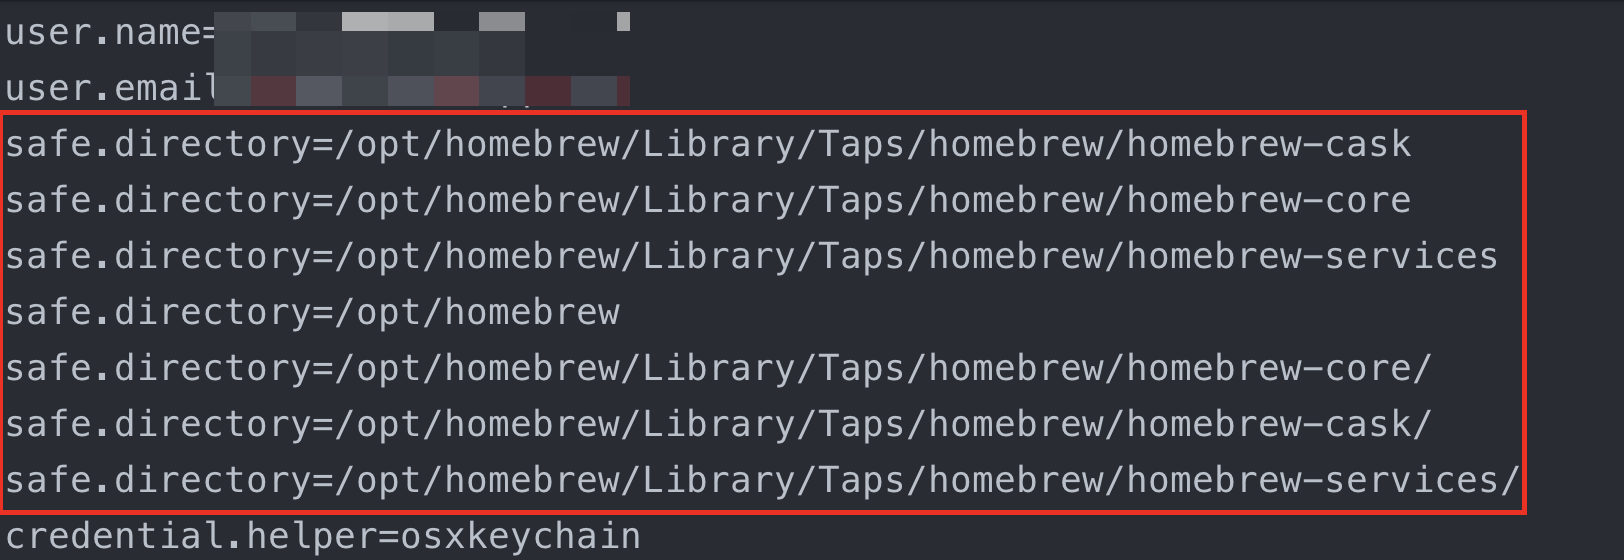 user.name=
user.email
safe.directory=/opt/homebrew/Library/Taps/homebrew/homebrew-cask
safe.directory=/opt/homebrew/Library/Taps/homebrew/homebrew-core
safe.directory=/opt/homebrew/Library/Taps/homebrew/homebrew-services
safe.directory=/opt/homebrew
safe.directory=/opt/homebrew/Library/Taps/homebrew/homebrew-core/
safe.directory=/opt/homebrew/Library/Taps/homebrew/homebrew-cask/
safe.directory=/opt/homebrew/Library/Taps/homebrew/homebrew-services/
credential.helper=osxkeychain